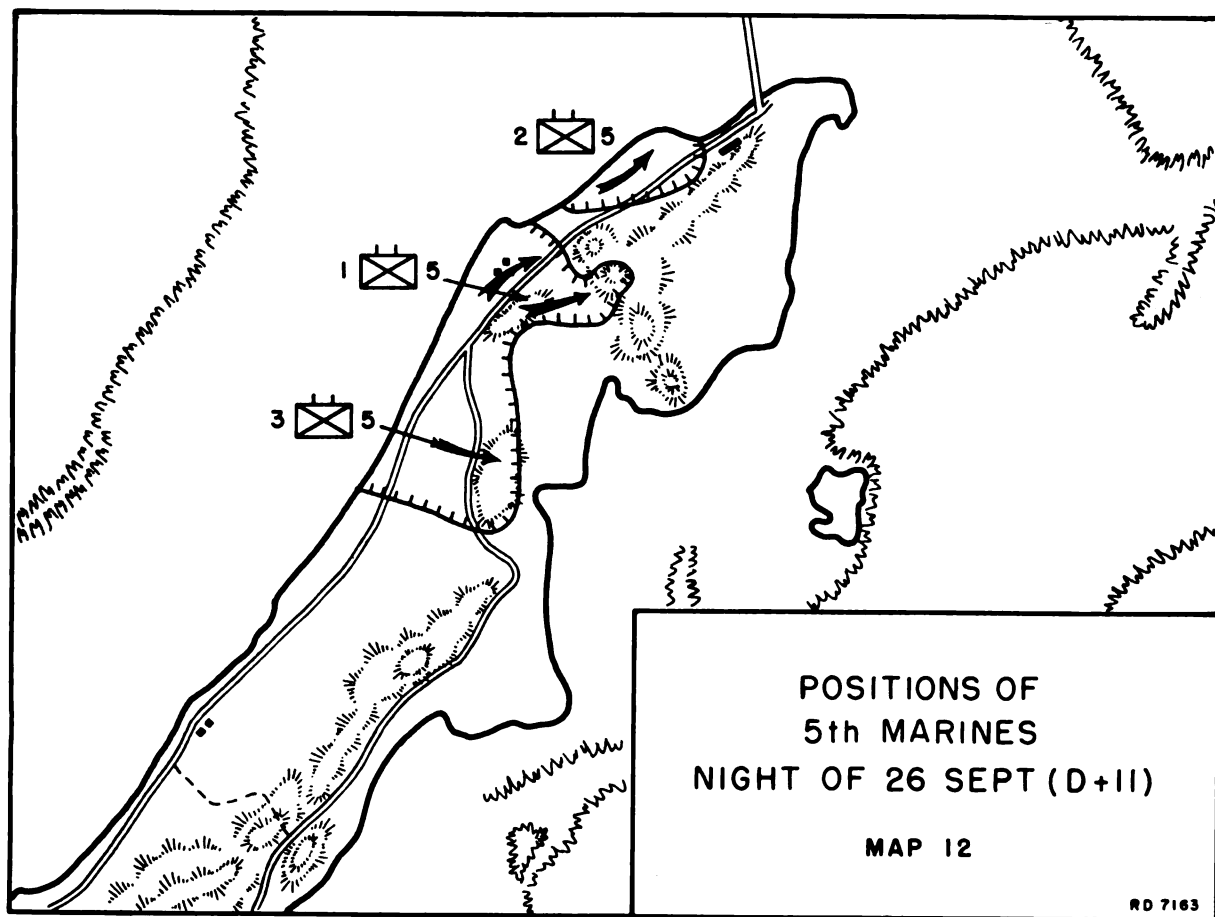 2 5
1 5
3 5
POSITIONS OF
5th MARINES
NIGHT OF 26 SEPT (D+11)
MAP 12
RD 7163